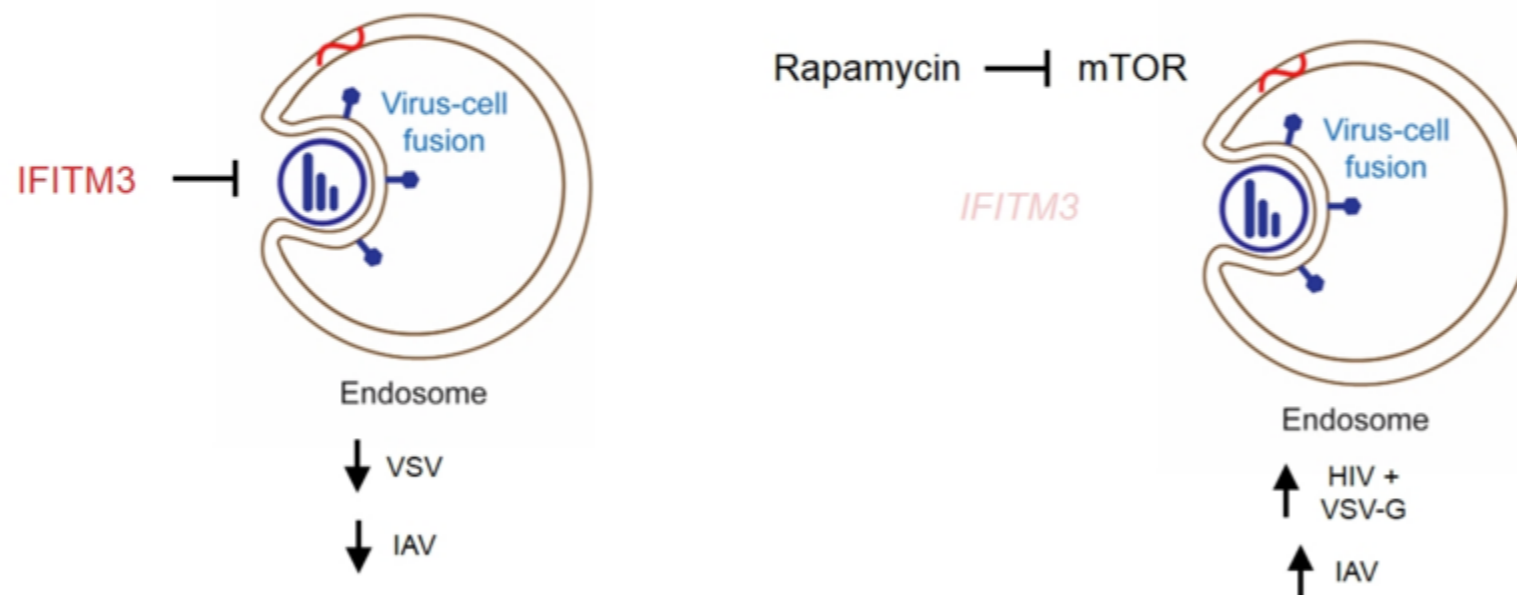 IFITM3
Virus-cell
fusion
Endosome
VSV
IAV
Rapamycin
mTOR
IFITM3
Virus-cell
fusion
Endosome
HIV +
VSV-G
IAV